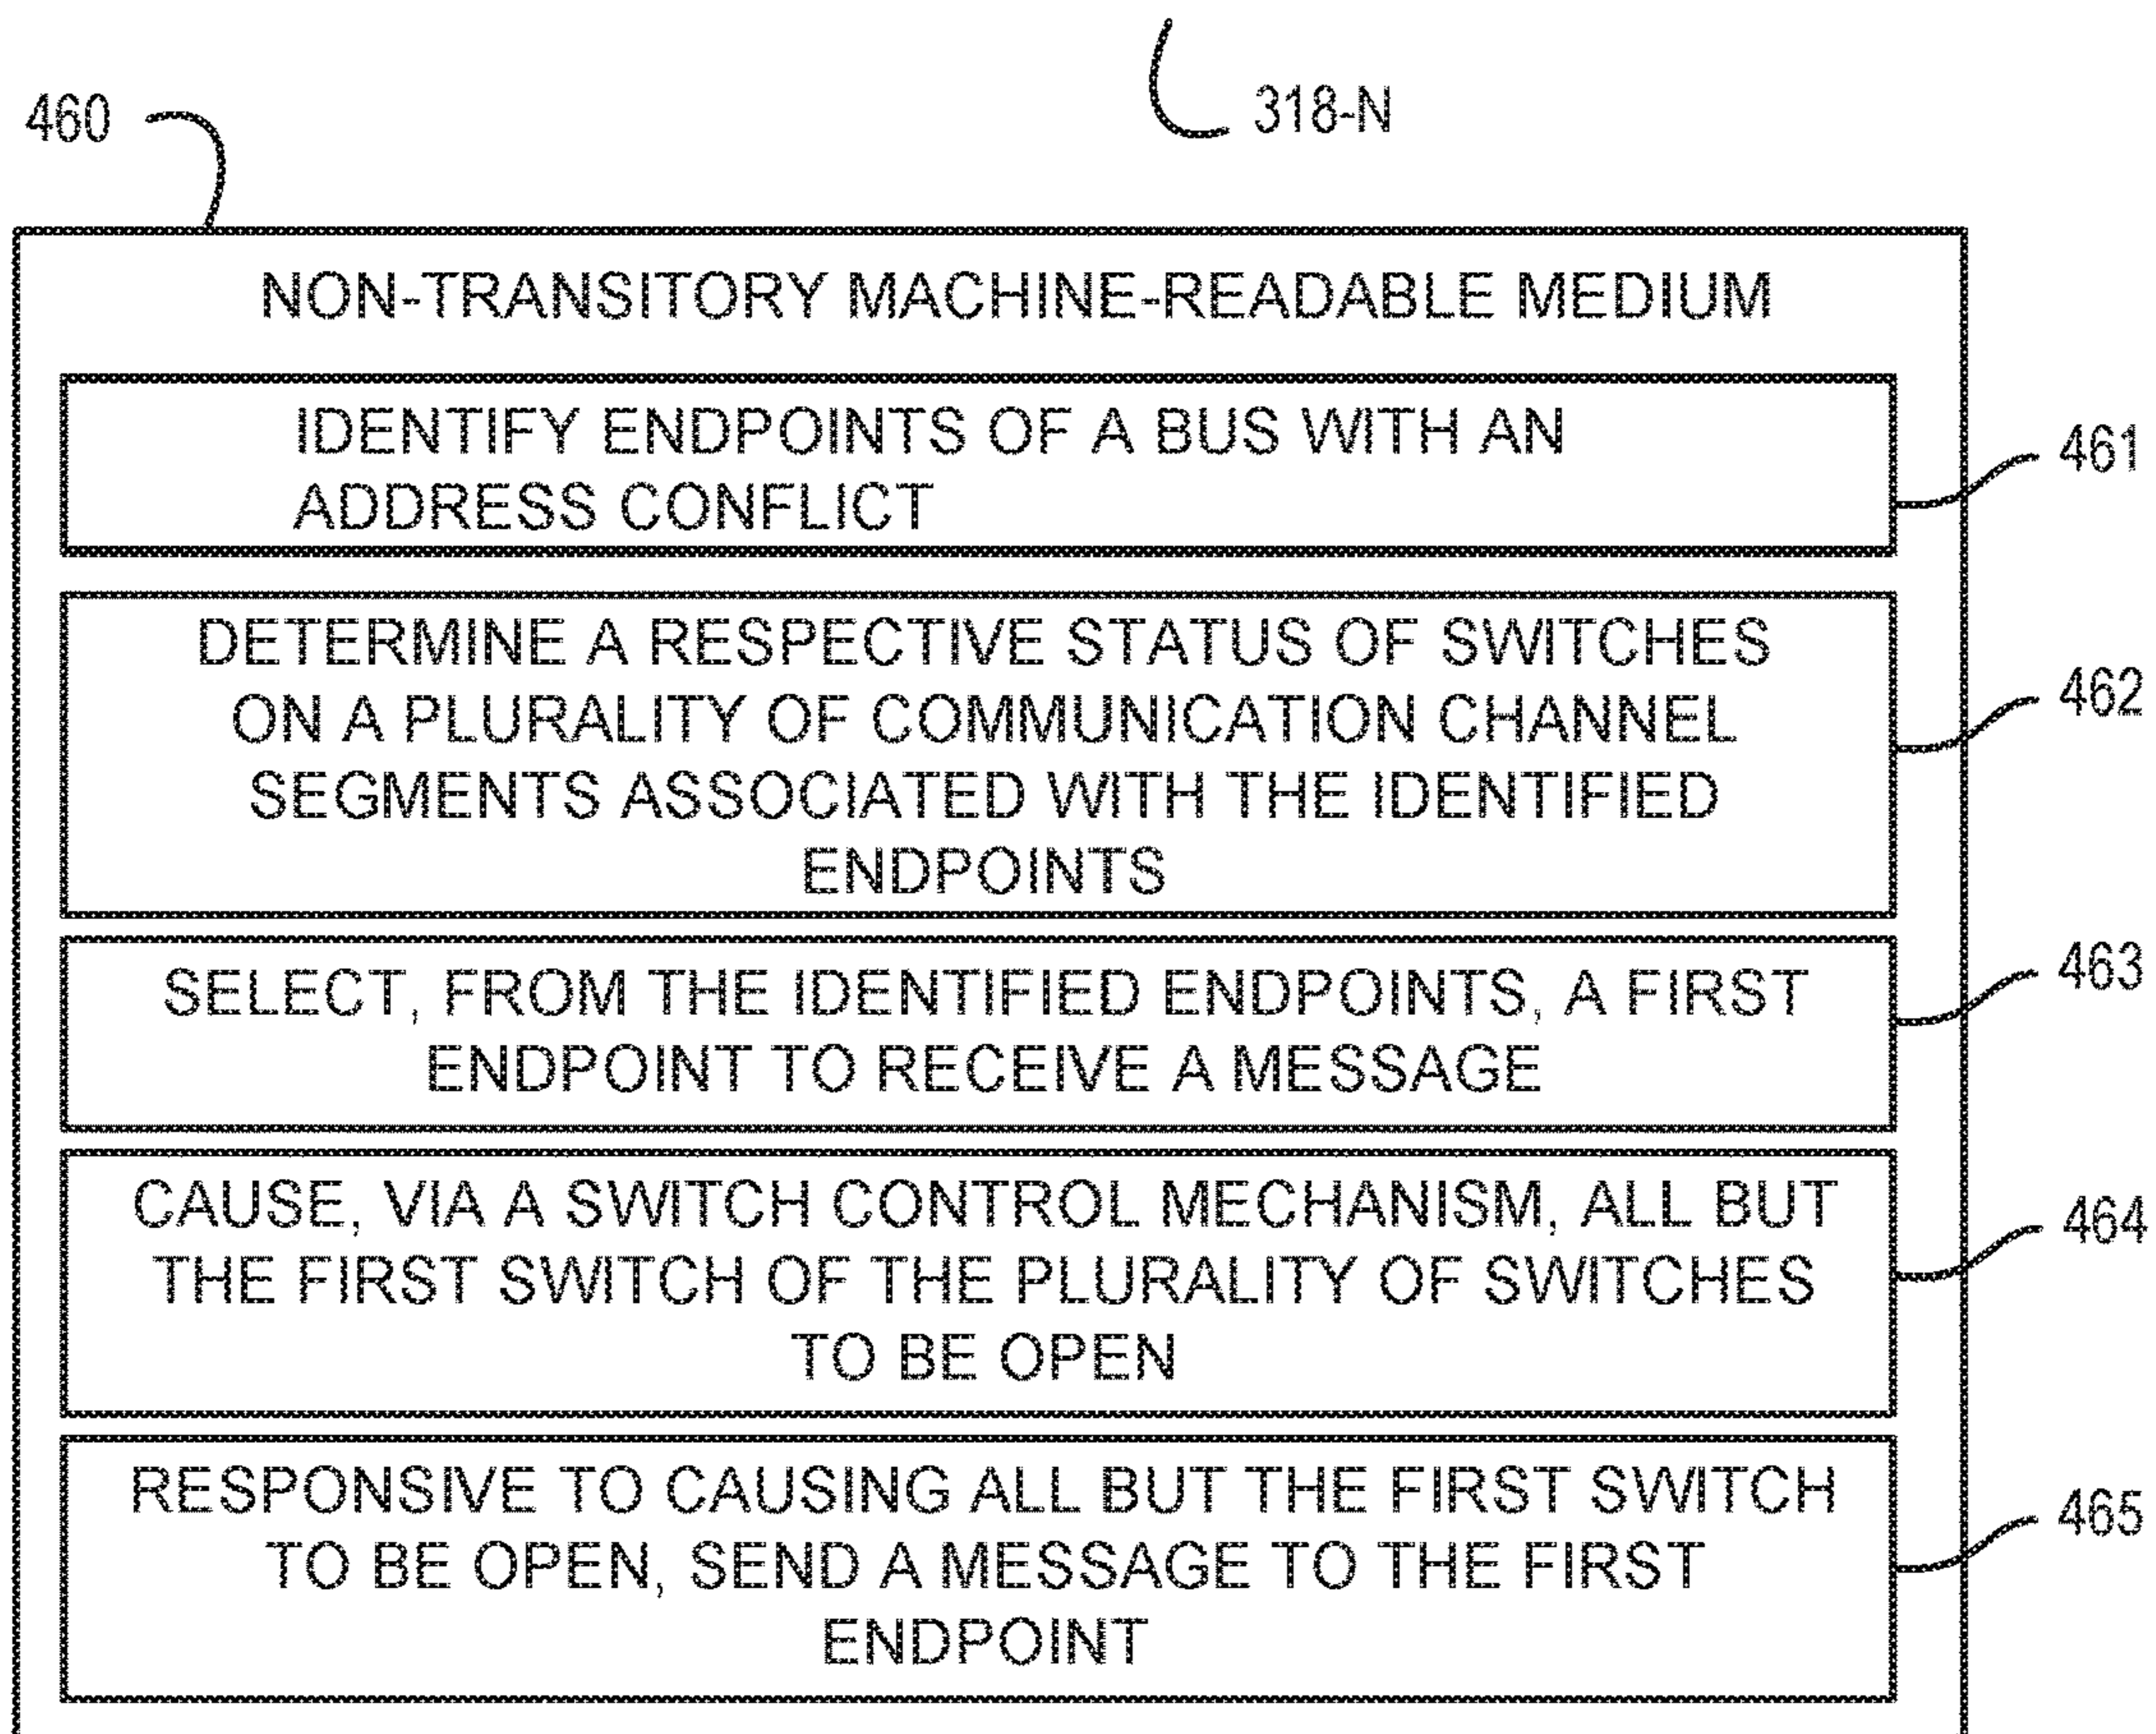 318-N
460
NON-TRANSITORY MACHINE-READABLE MEDIUM
IDENTIFY ENDPOINTS OF A BUS WITH AN
ADDRESS CONFLICT
461
DETERMINE A RESPECTIVE STATUS OF SWITCHES
ON A PLURALITY OF COMMUNICATION CHANNEL
SEGMENTS ASSOCIATED WITH THE IDENTIFIED
ENDPOINTS
462
SELECT, FROM THE IDENTIFIED ENDPOINTS, A FIRST
ENDPOINT TO RECEIVE A MESSAGE
463
CAUSE, VIA A SWITCH CONTROL MECHANISM, ALL BUT
THE FIRST SWITCH OF THE PLURALITY OF SWITCHES
TO BE OPEN
464
RESPONSIVE TO CAUSING ALL BUT THE FIRST SWITCH
TO BE OPEN, SEND A MESSAGE TO THE FIRST
ENDPOINT
465